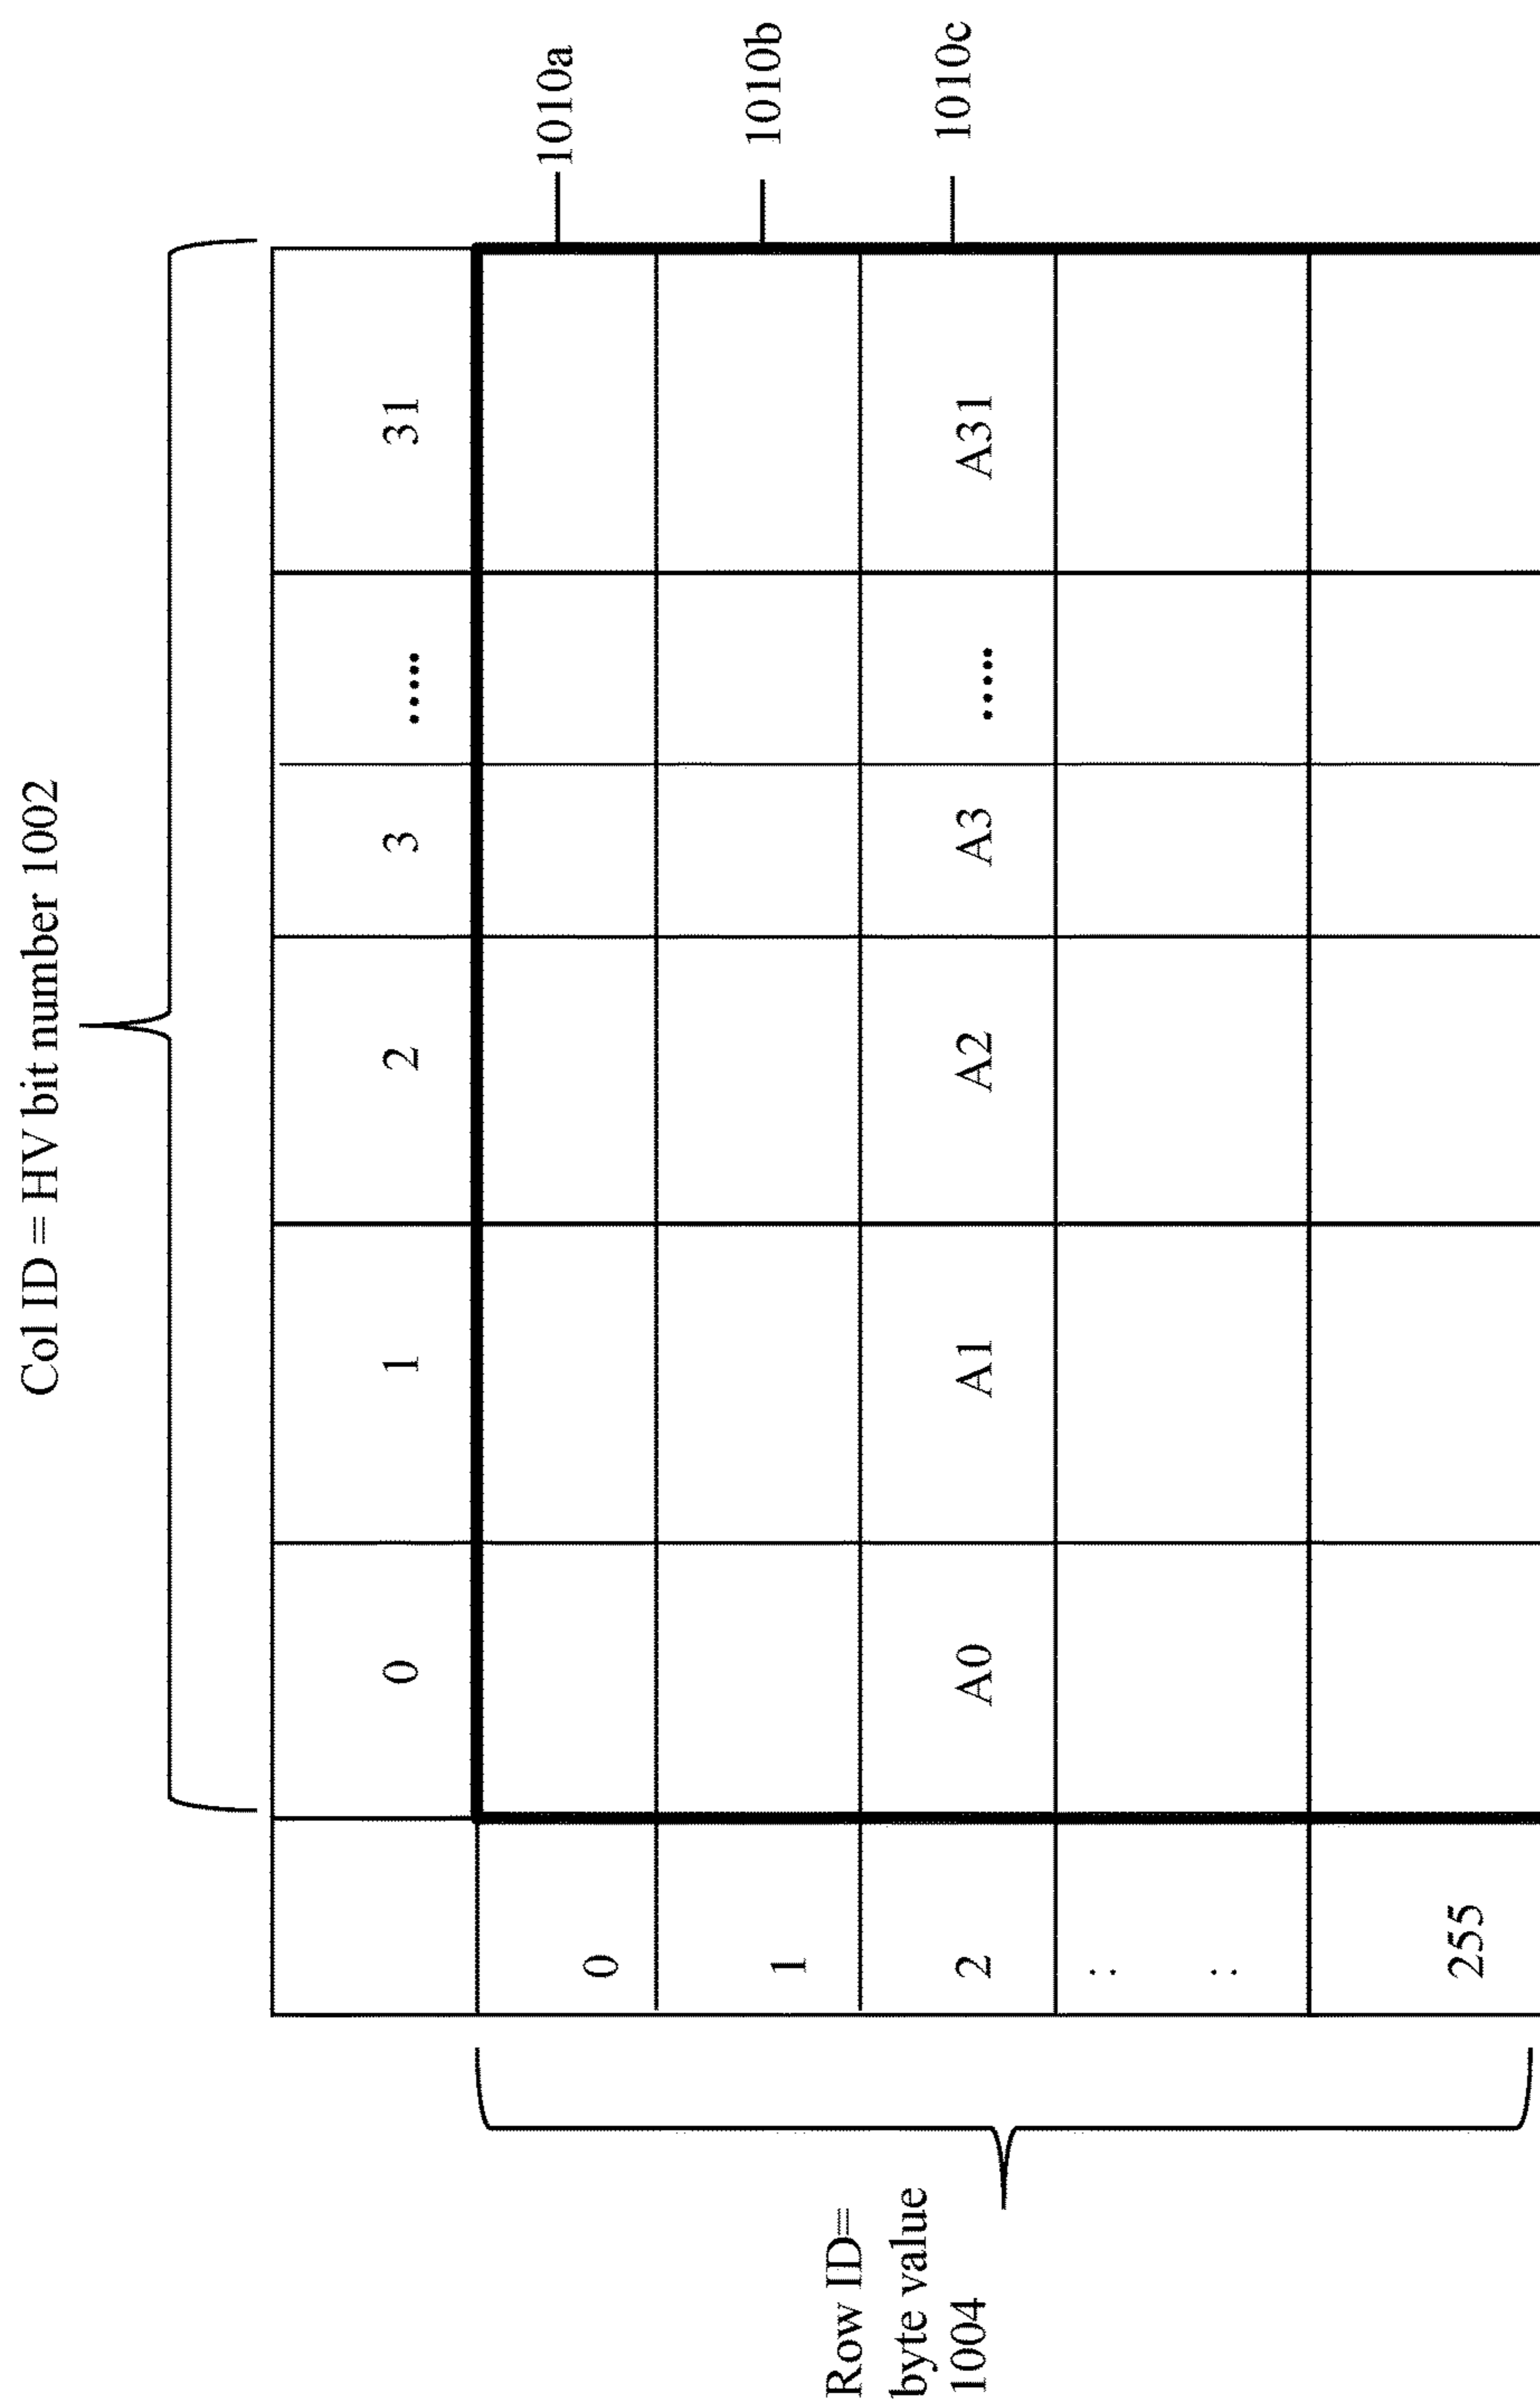 Col ID = HV bit number 1002
0 1 2 3 ..... 31
0 1010a
1 1010b
2 A0 A1 A2 A3 ..... A31 1010c
: :
255
Row ID=
byte value
1004